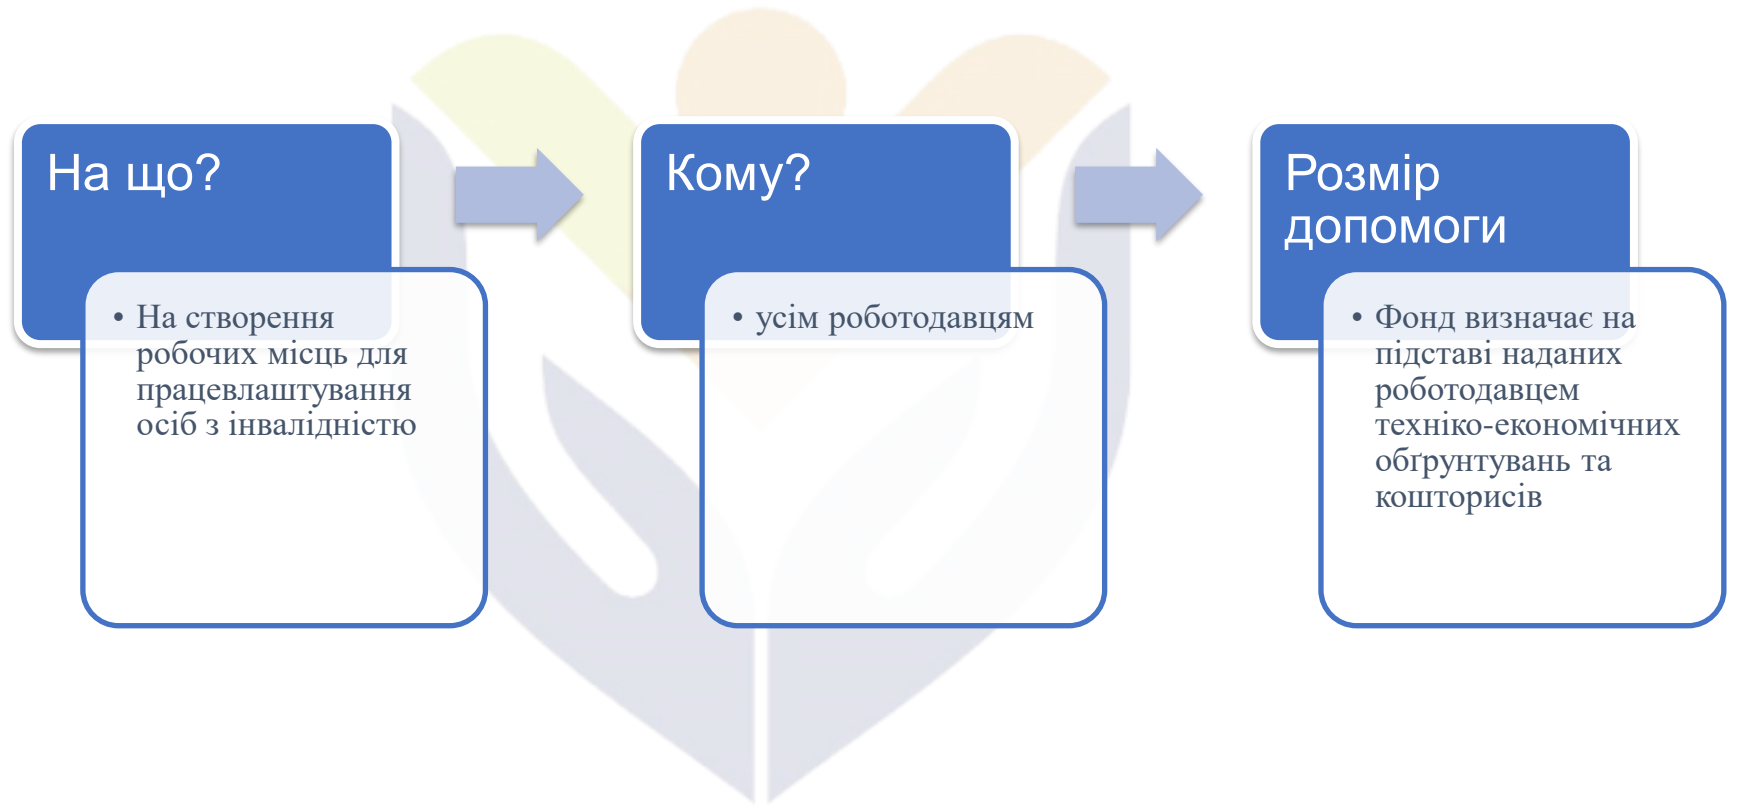 На що?
• На створення
робочих місць для
працевлаштування
осіб з інвалідністю
Кому?
• усім роботодавцям
Розмір
допомоги
• Фонд визначає на
підставі наданих
роботодавцем
техніко-економічних
обґрунтувань та
кошторисів